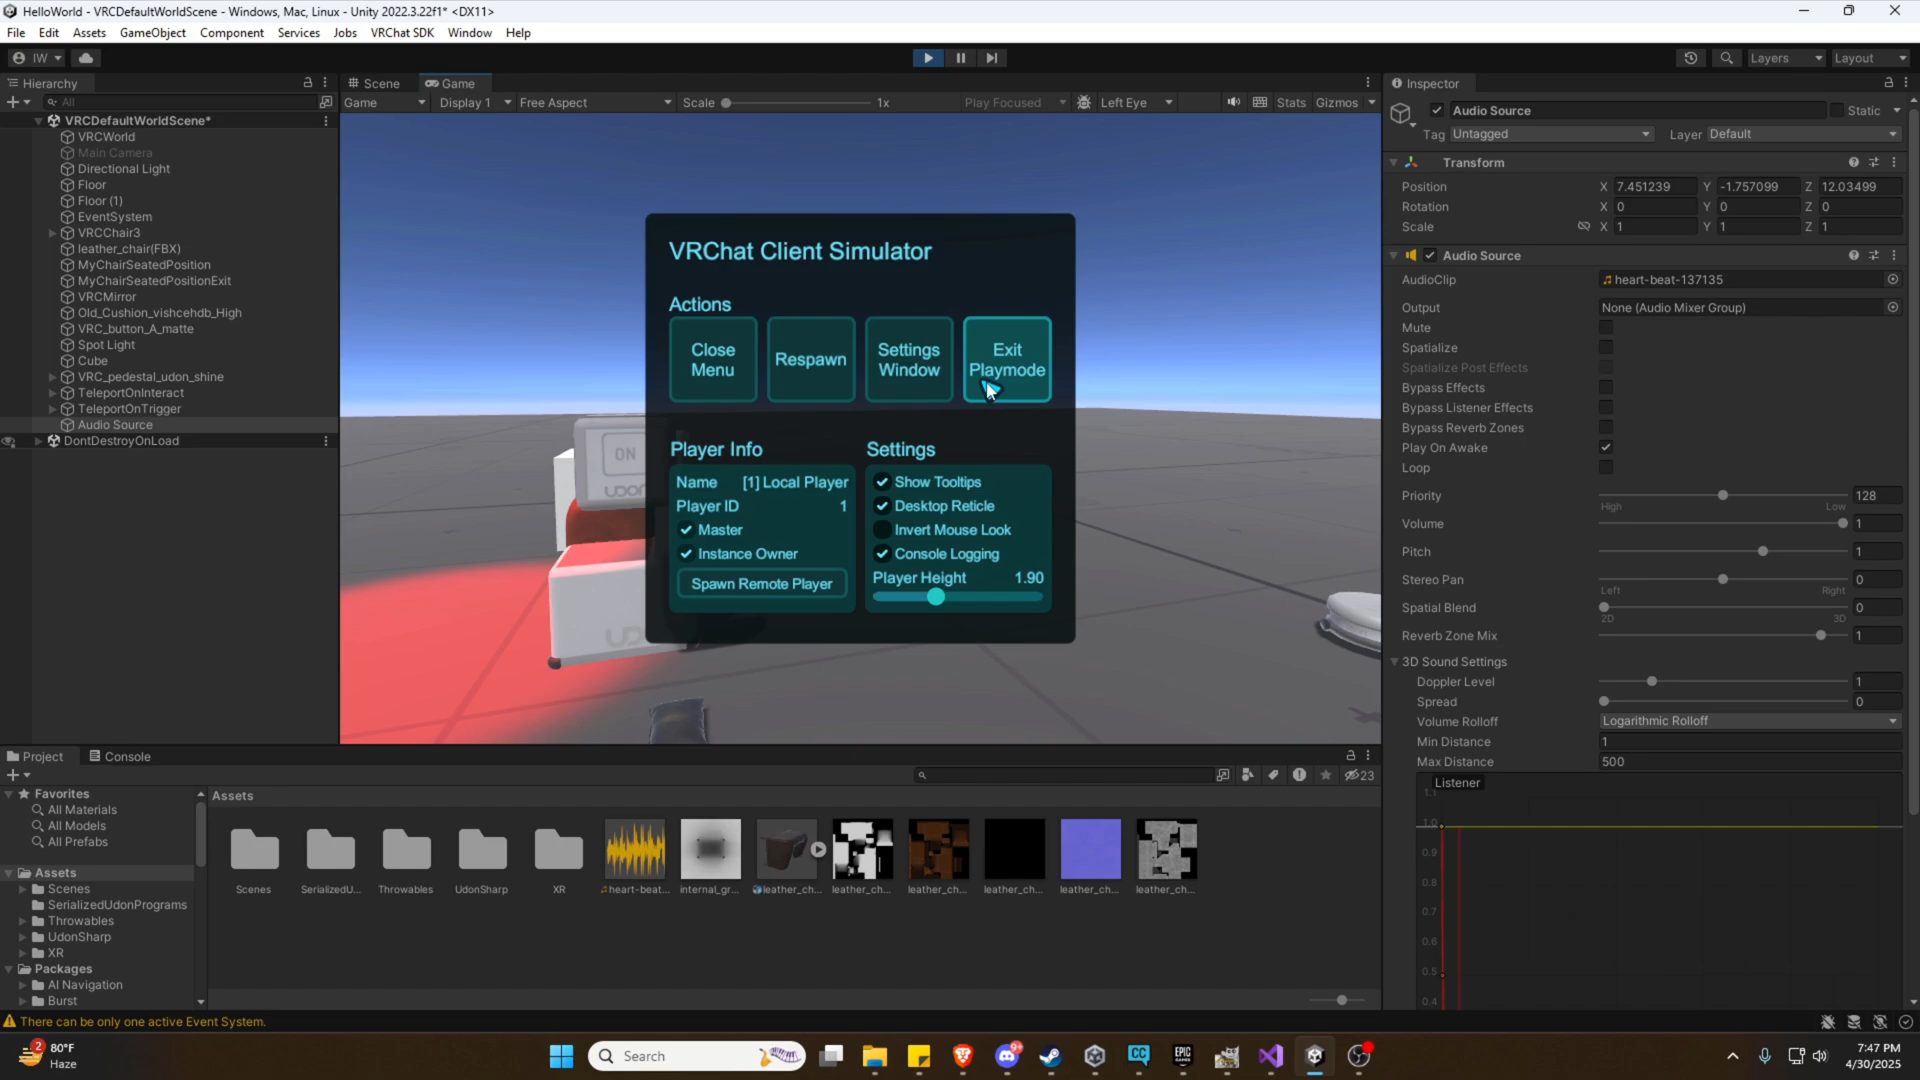 HelloWorld - VRCDefaultWorldScene - Windows, Mac, Linux - Unity 2022.3.22f1* <DX11>
File Edit Assets GameObject Component Services Jobs VRChat SDK Window Help
IW Layers Layout
Hierarchy
All
VRCDefaultWorldScene*
VRCWorld
Main Camera
Directional Light
Floor
Floor (1)
EventSystem
VRCChair3
leather_chair(FBX)
MyChairSeatedPosition
MyChairSeatedPositionExit
VRCMirror
Old_Cushion_vishcehdb_High
VRC_button_A_matte
Spot Light
Cube
VRC_pedestal_udon_shine
TeleportOnInteract
TeleportOnTrigger
Audio Source
DontDestroyOnLoad
Scene Game
Game Display 1 Free Aspect Scale 1x Play Focused Left Eye Stats Gizmos
ON
VRChat Client Simulator
Actions
Close Menu
Respawn
Settings Window
Exit Playmode
Player Info
Name [1] Local Player
Player ID 1
Master
Instance Owner
Spawn Remote Player
Settings
Show Tooltips
Desktop Reticle
Invert Mouse Look
Console Logging
Player Height 1.90
Inspector
Audio Source Static
Tag Untagged Layer Default
Transform
Position X 7.451239 Y -1.757099 Z 12.03499
Rotation X 0 Y 0 Z 0
Scale X 1 Y 1 Z 1
Audio Source
AudioClip heart-beat-137135
Output None (Audio Mixer Group)
Mute
Spatialize
Spatialize Post Effects
Bypass Effects
Bypass Listener Effects
Bypass Reverb Zones
Play On Awake
Loop
Priority 128
High Low
Volume 1
Pitch 1
Stereo Pan 0
Left Right
Spatial Blend 0
2D 3D
Reverb Zone Mix 1
3D Sound Settings
Doppler Level 1
Spread 0
Volume Rolloff Logarithmic Rolloff
Min Distance 1
Max Distance 500
Listener
1.1
1.0
0.9
0.8
0.7
0.6
0.5
0.4
Project Console
23
Favorites
All Materials
All Models
All Prefabs
Assets
Scenes
SerializedUdonPrograms
Throwables
UdonSharp
XR
Packages
AI Navigation
Burst
Assets
Scenes SerializedU... Throwables UdonSharp XR heart-beat... internal_gr... leather_ch... leather_ch... leather_ch... leather_ch... leather_ch... leather_ch...
There can be only one active Event System.
2
80°F
Haze
Search
CC
EPIC GAMES
7:47 PM
4/30/2025